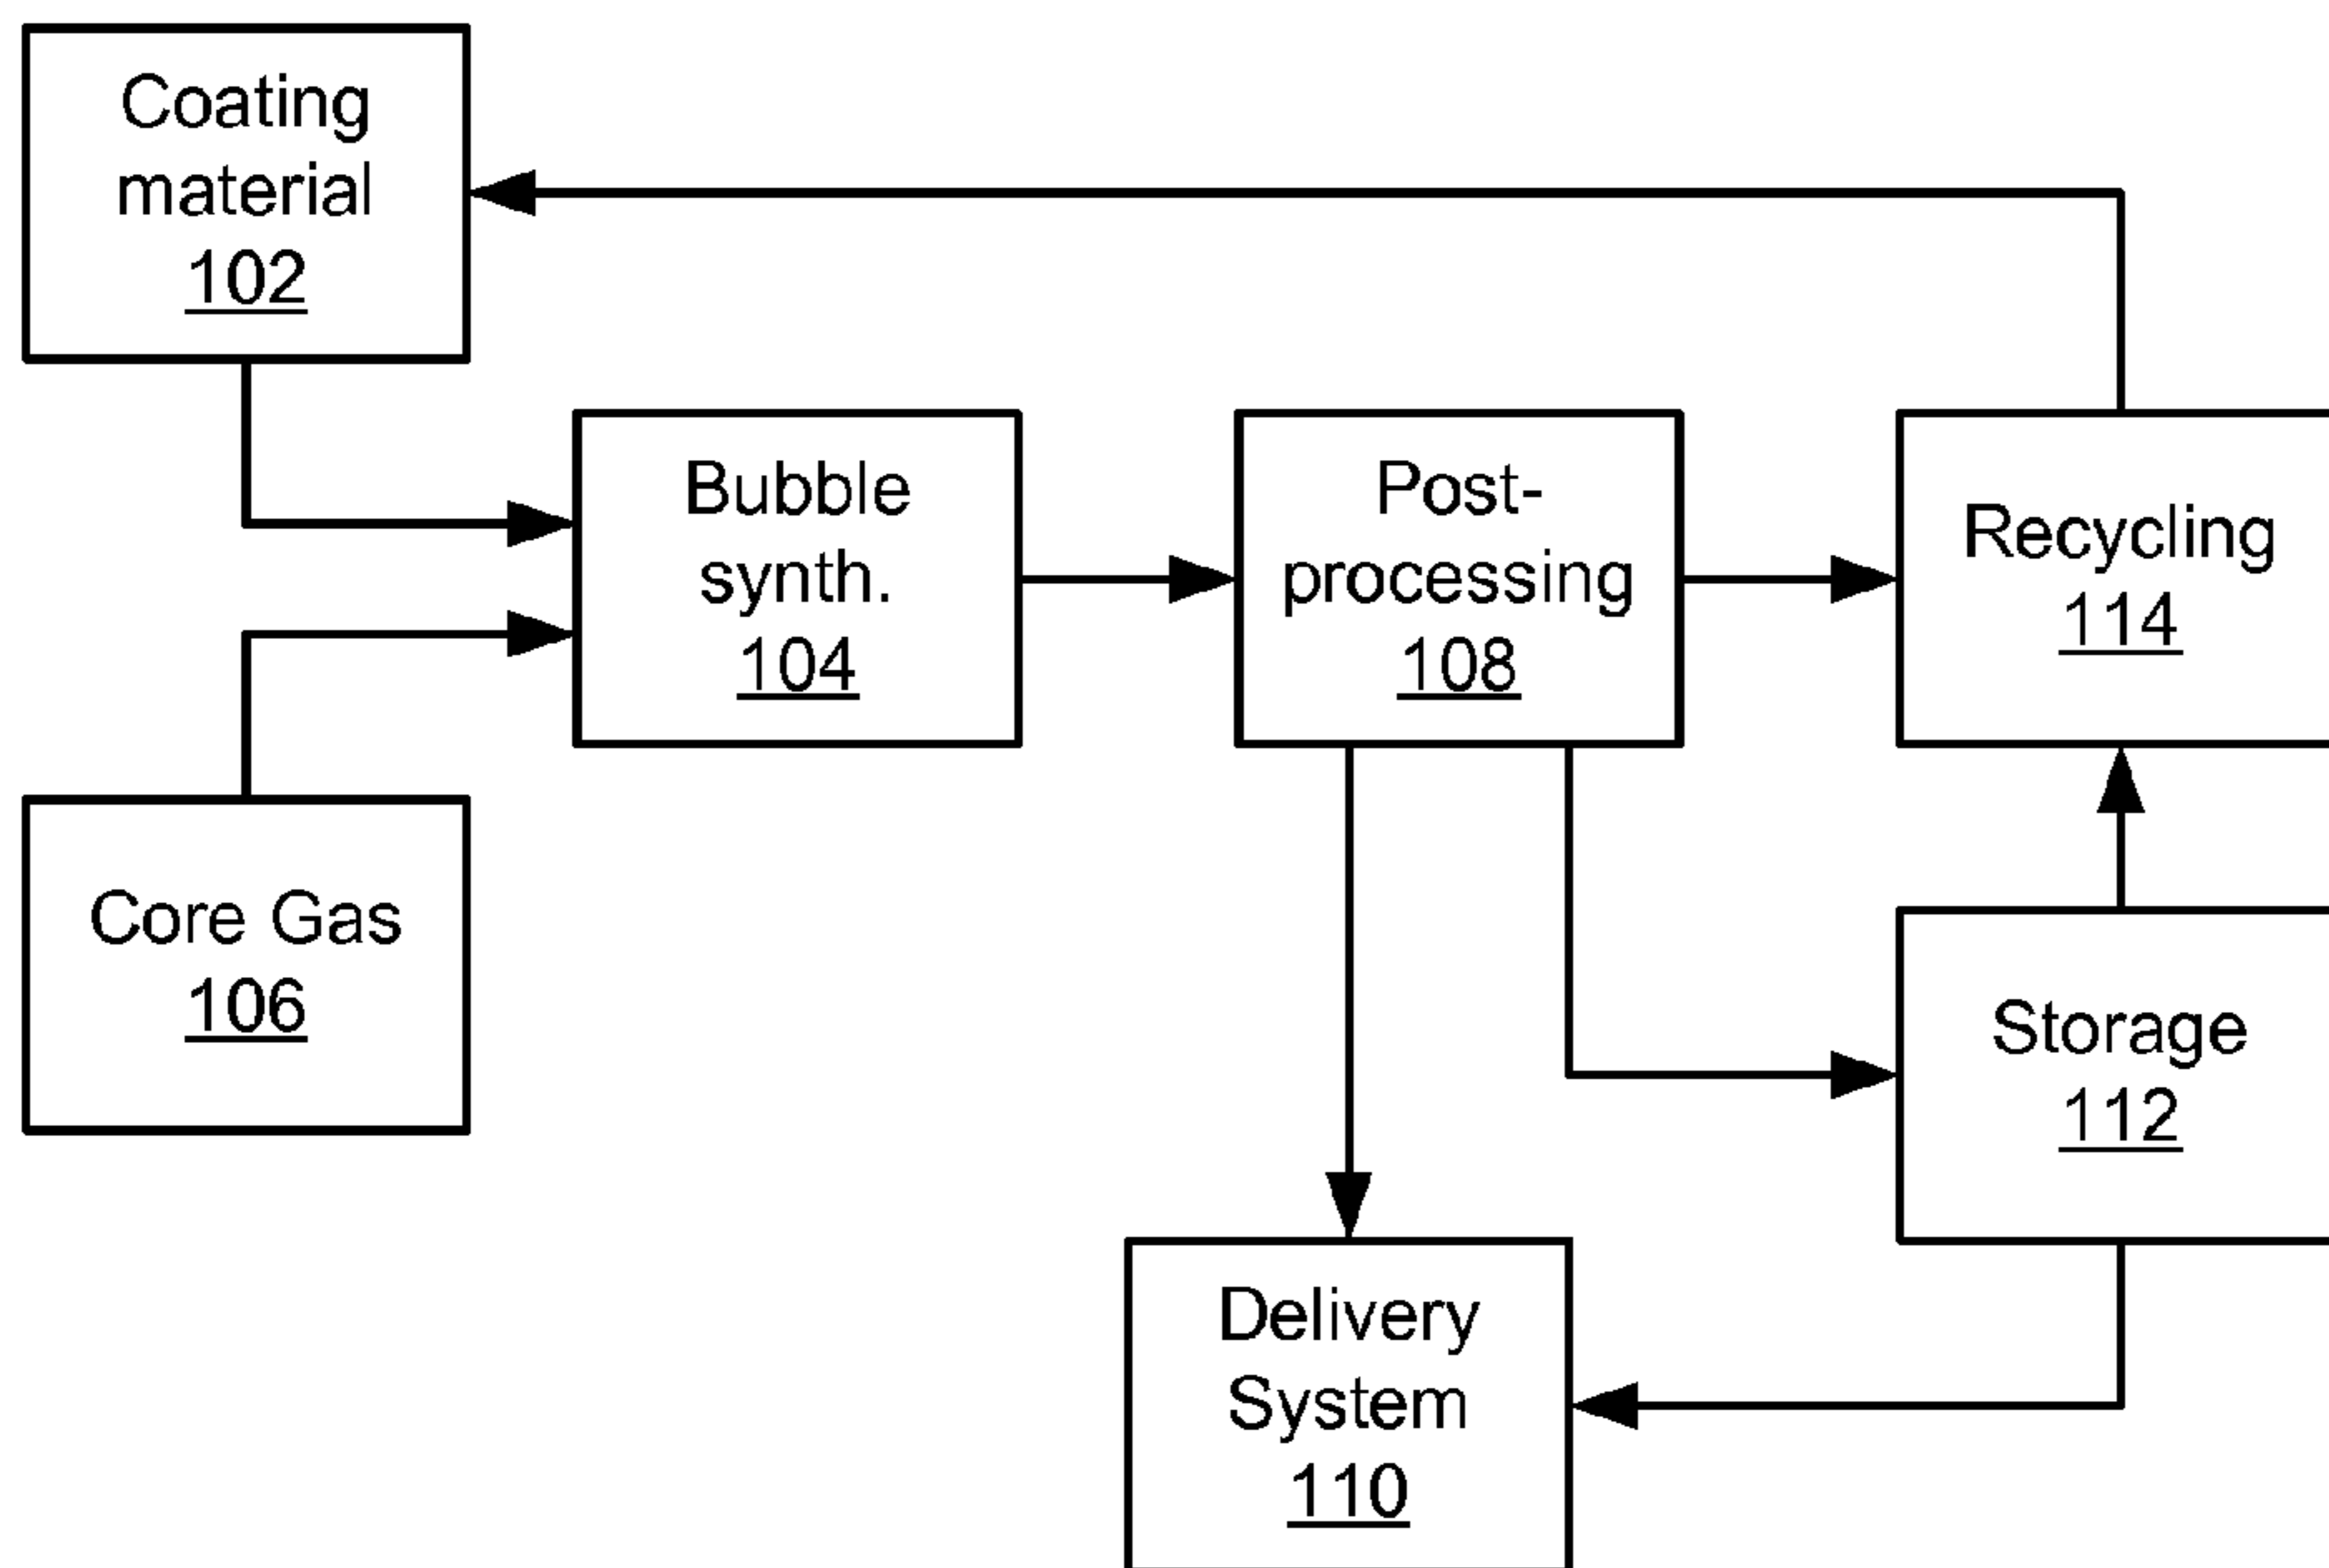 Coating
material
102
Bubble
synth.
104
Post-
processing
108
Recycling
114
Core Gas
106
Storage
112
Delivery
System
110